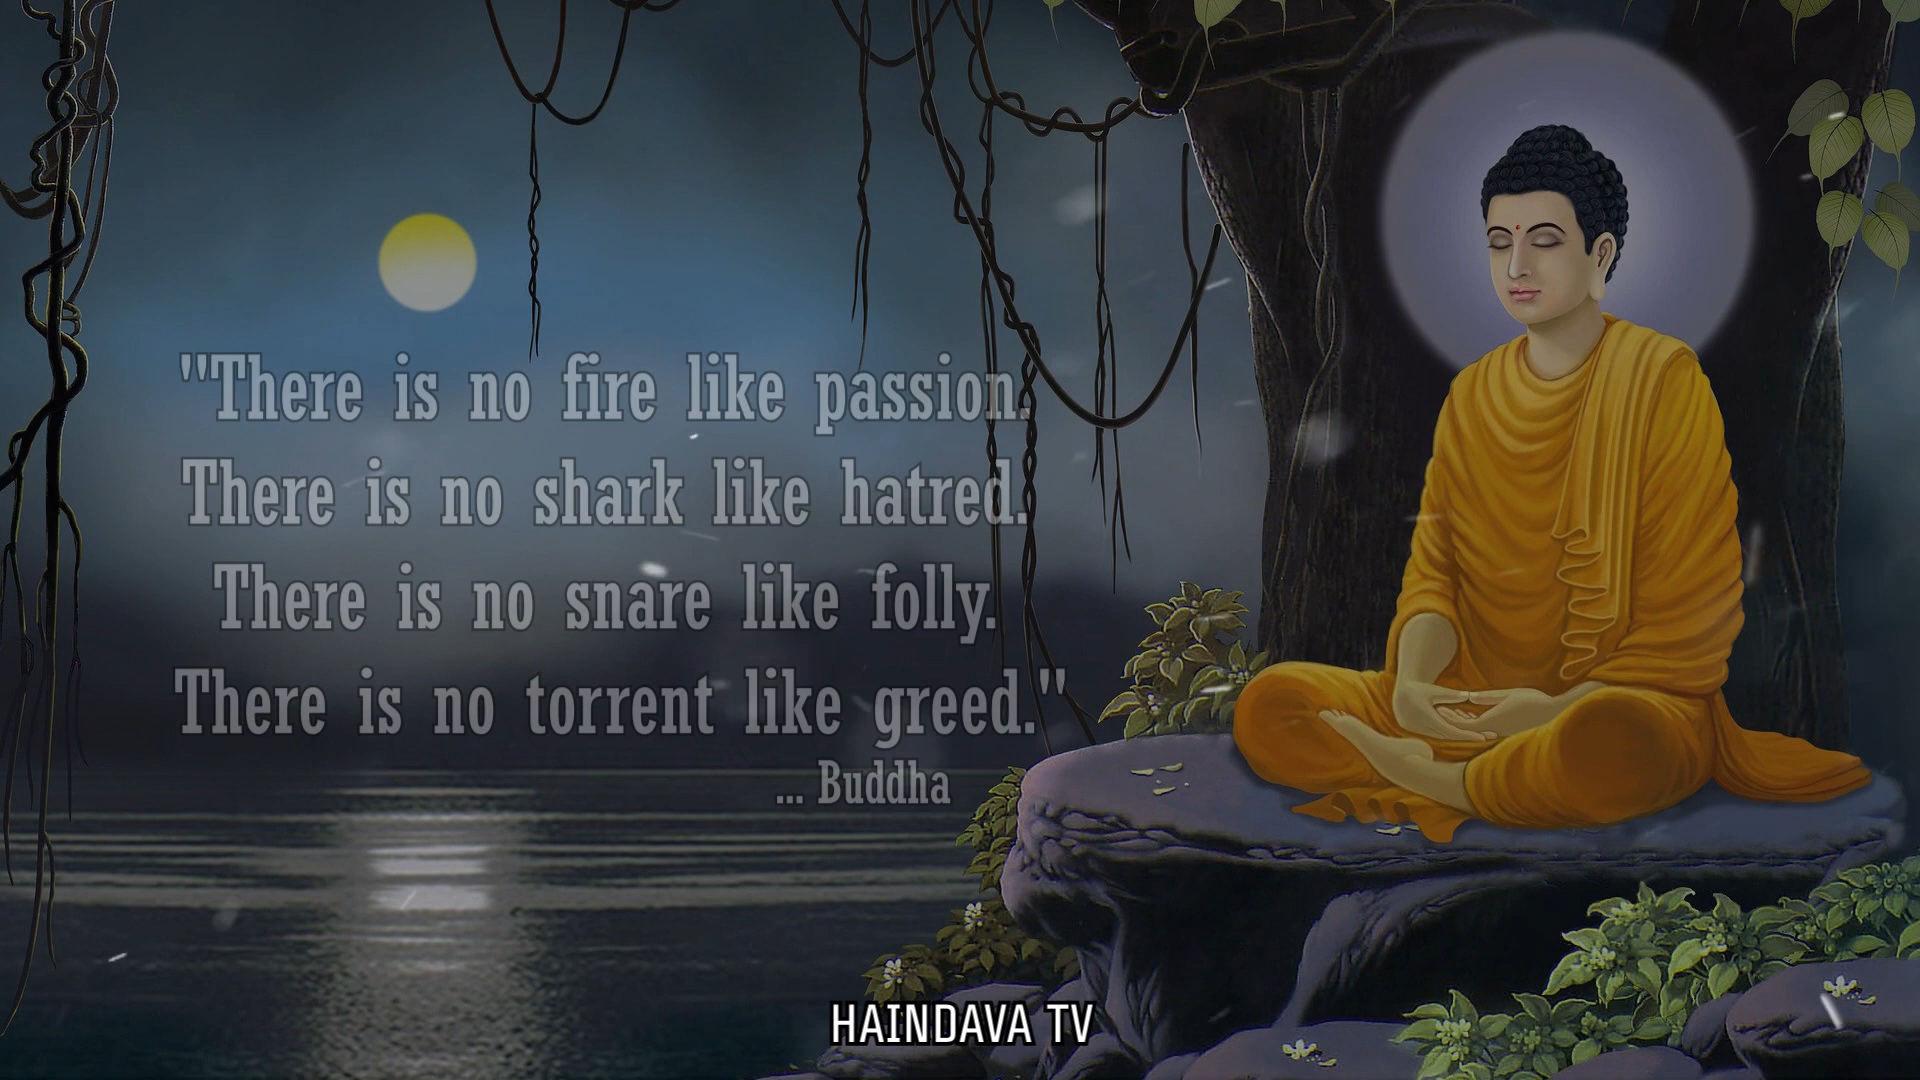 "There is no fire like passion.
There is no shark like hatred.
There is no snare like folly.
There is no torrent like greed."
... Buddha
HAINDAVA TV